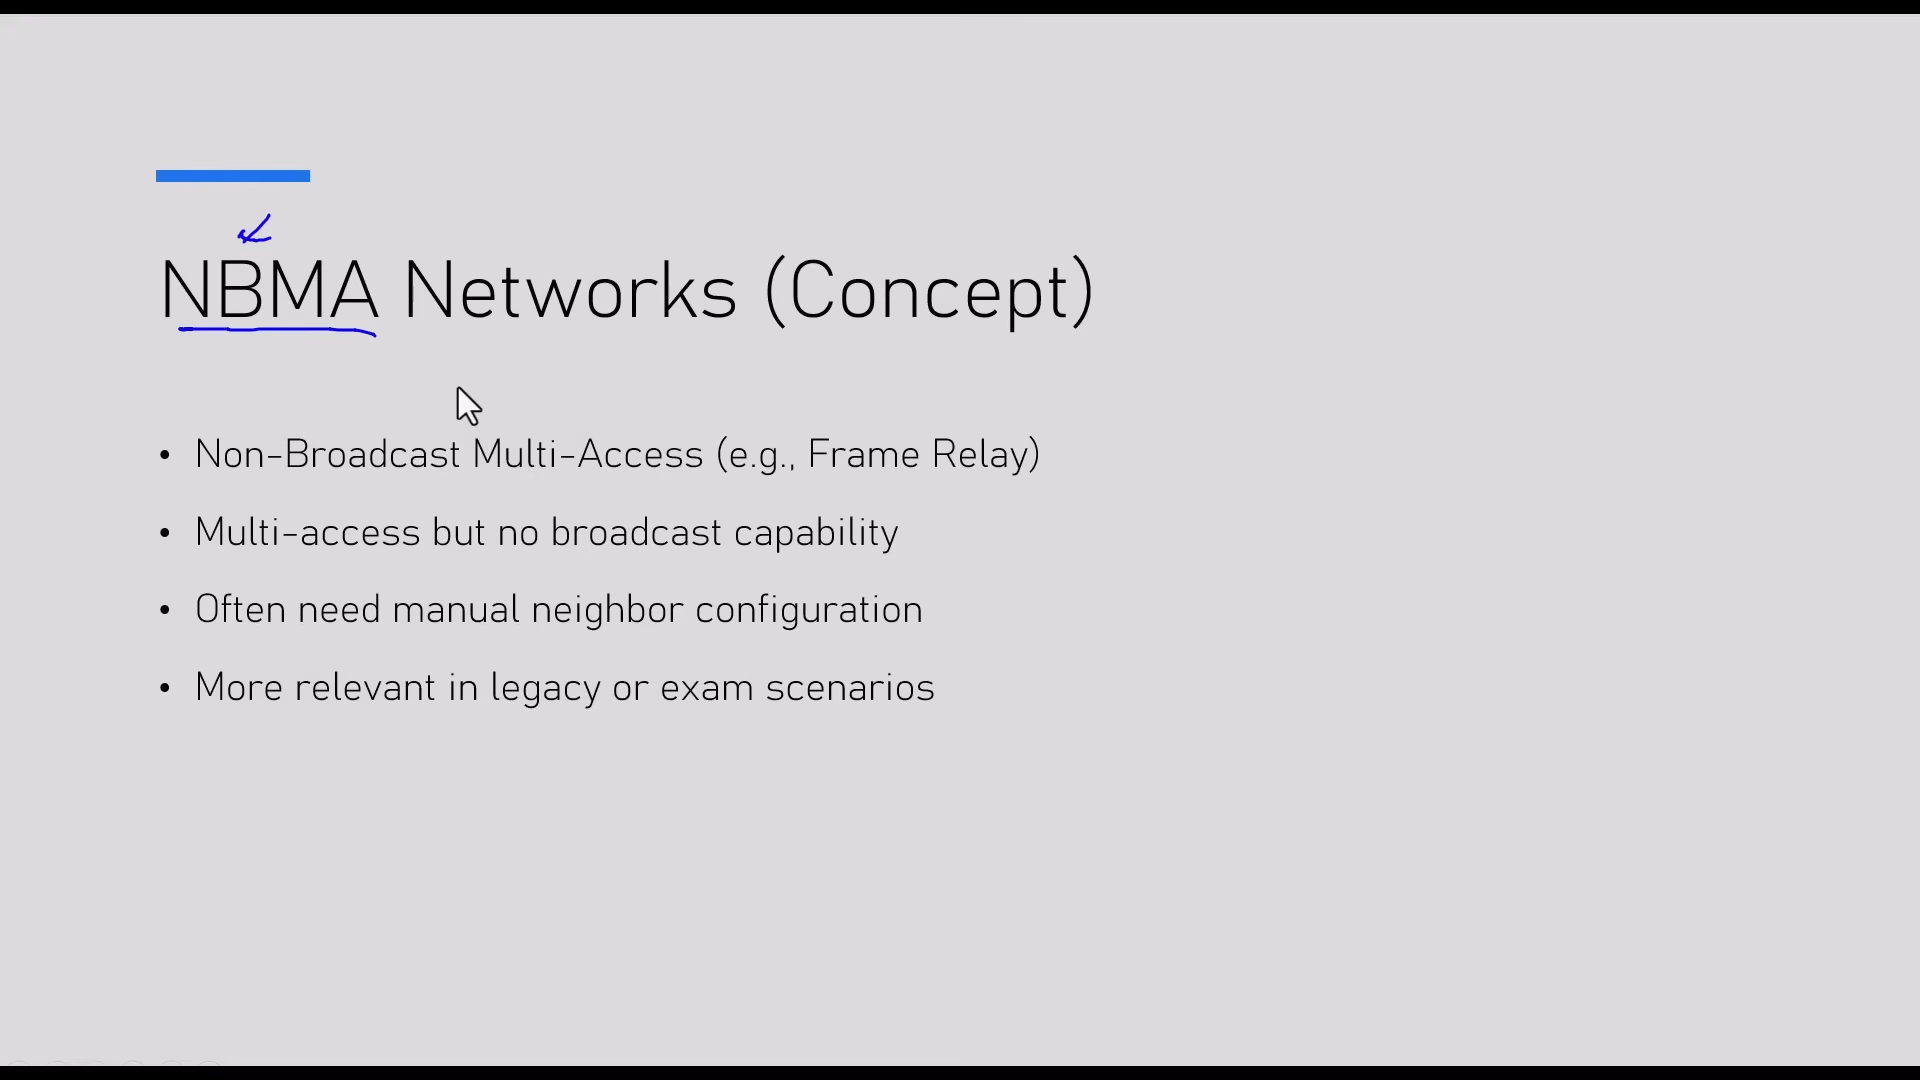 NBMA Networks (Concept)
• Non-Broadcast Multi-Access (e.g., Frame Relay)
• Multi-access but no broadcast capability
• Often need manual neighbor configuration
• More relevant in legacy or exam scenarios